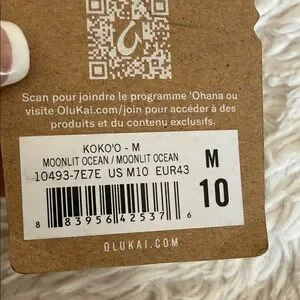 Scan pour joindre le programme 'Ohana ou
visite OluKai.com/join pour accéder à des
produits et du contenu exclusifs.
KOKO'O - M
MOONLIT OCEAN / MOONLIT OCEAN
10493-7E7E US M10 EUR43
M
10
8 83956 42537 6
OLUKAI.COM